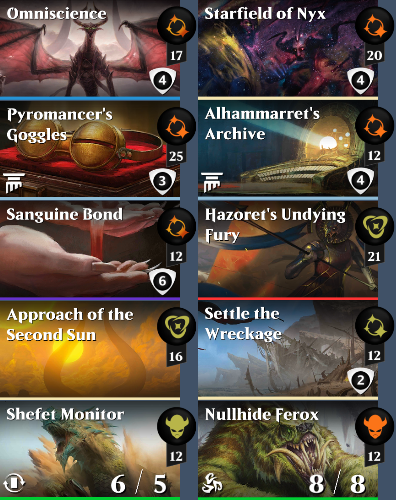 Omniscience
17
4
Starfield of Nyx
20
4
Pyromancer's
Goggles
25
3
Alhammarret's
Archive
12
4
Sanguine Bond
12
6
Hazoret's Undying
Fury
21
Approach of the
Second Sun
16
Settle the
Wreckage
12
2
Shefet Monitor
12
6 / 5
Nullhide Ferox
12
8 / 8